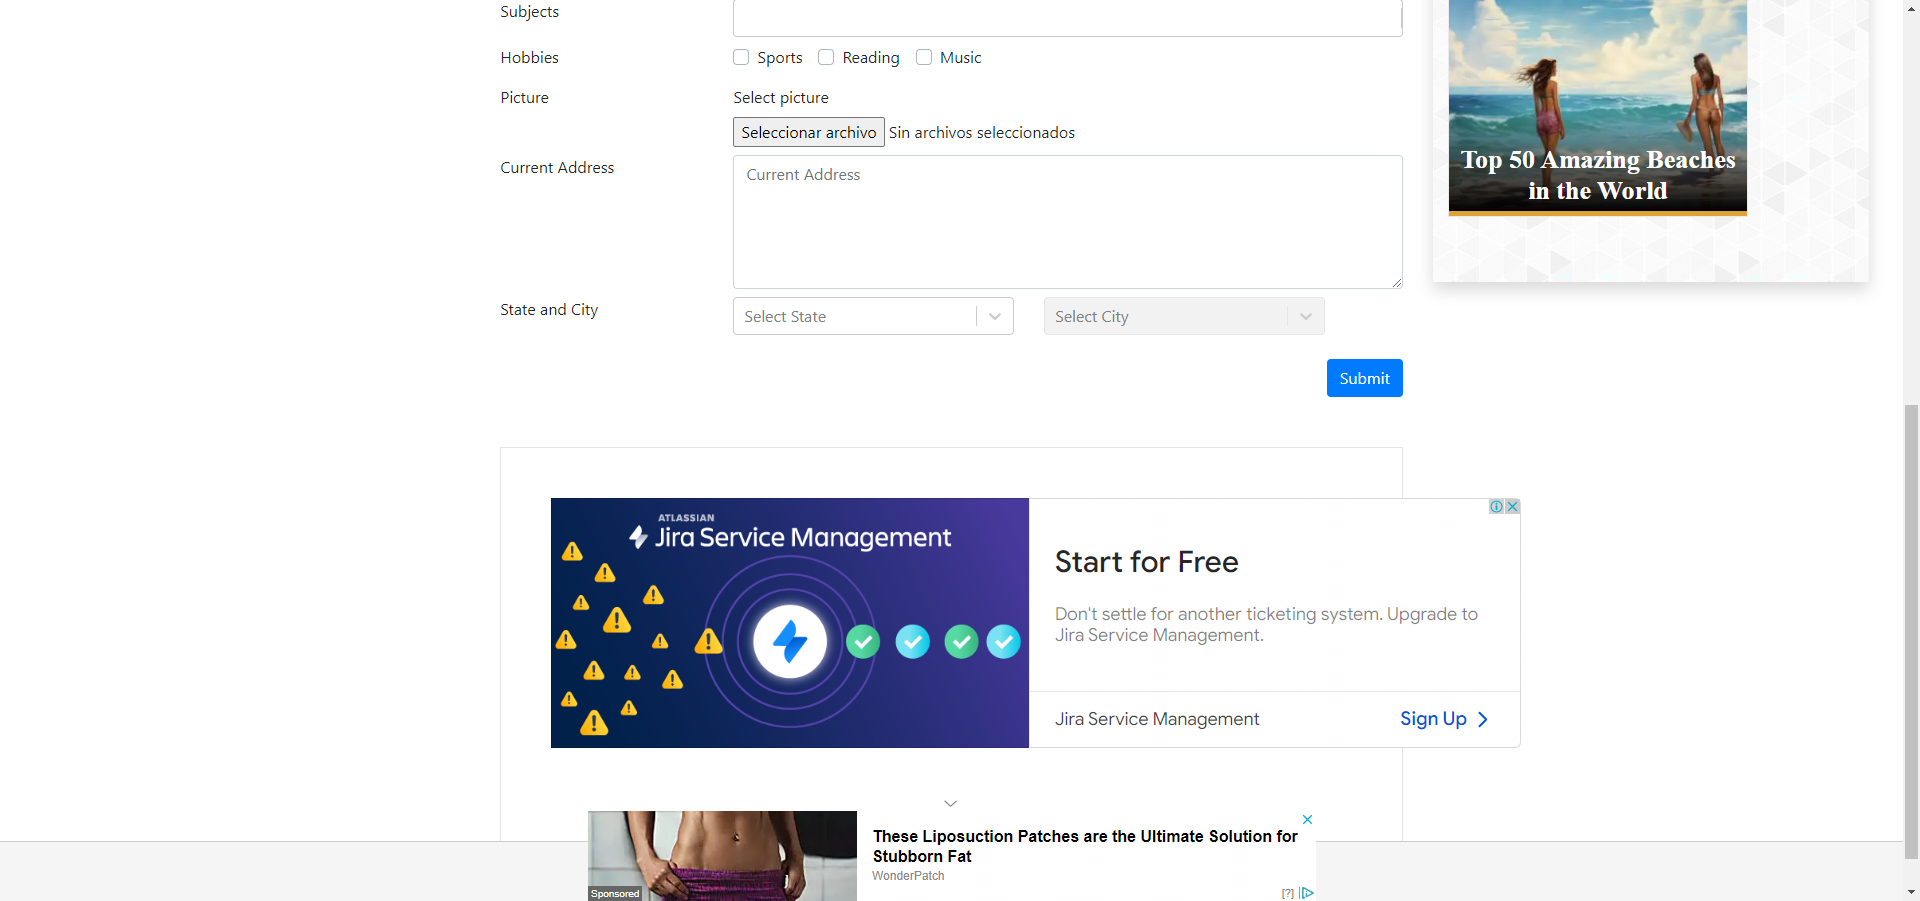 Subjects
Hobbies
Sports
Reading
Music
Picture
Select picture
Seleccionar archivo Sin archivos seleccionados
Current Address
Current Address
State and City
Select State
Select City
Submit
Top 50 Amazing Beaches
in the World
ATLASSIAN
Jira Service Management
Start for Free
Don't settle for another ticketing system. Upgrade to
Jira Service Management.
Jira Service Management
Sign Up
These Liposuction Patches are the Ultimate Solution for
Stubborn Fat
WonderPatch
Sponsored
[?]